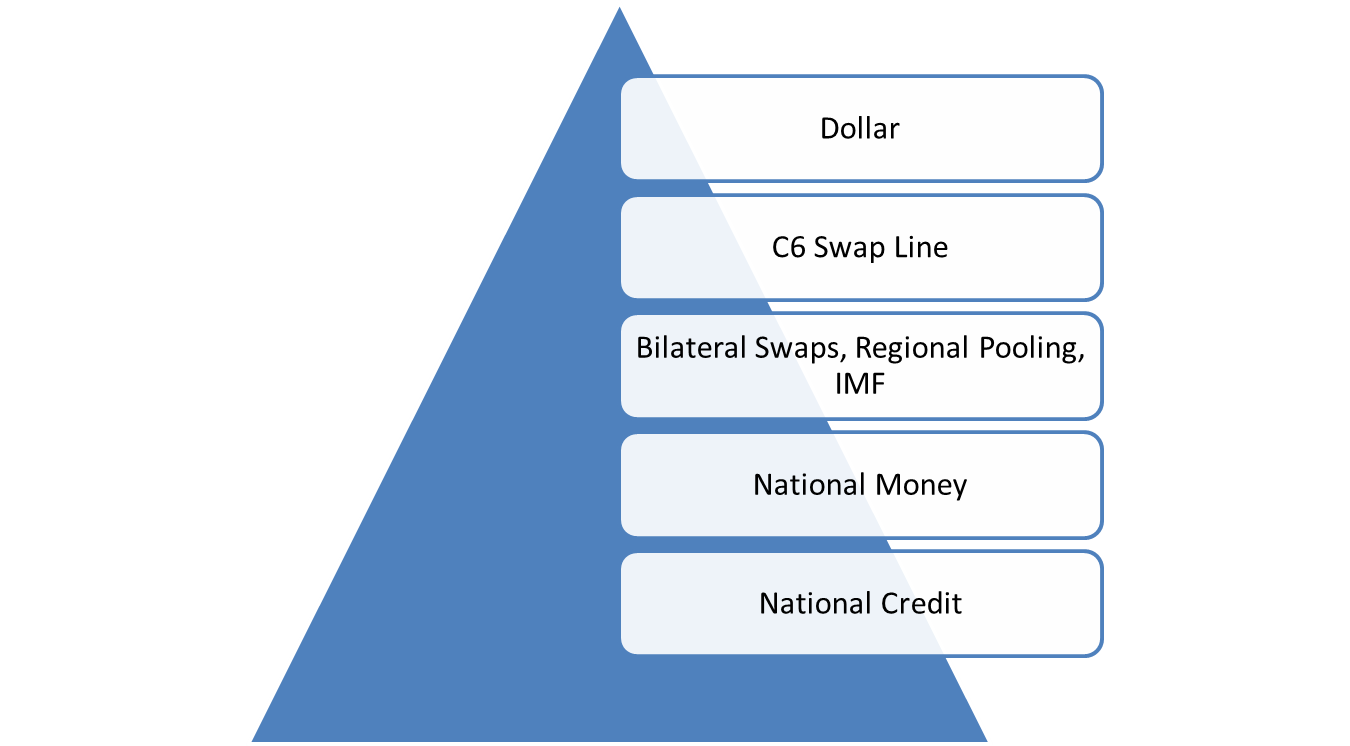 Dollar
C6 Swap Line
Bilateral Swaps, Regional Pooling,
IMF
National Money
National Credit